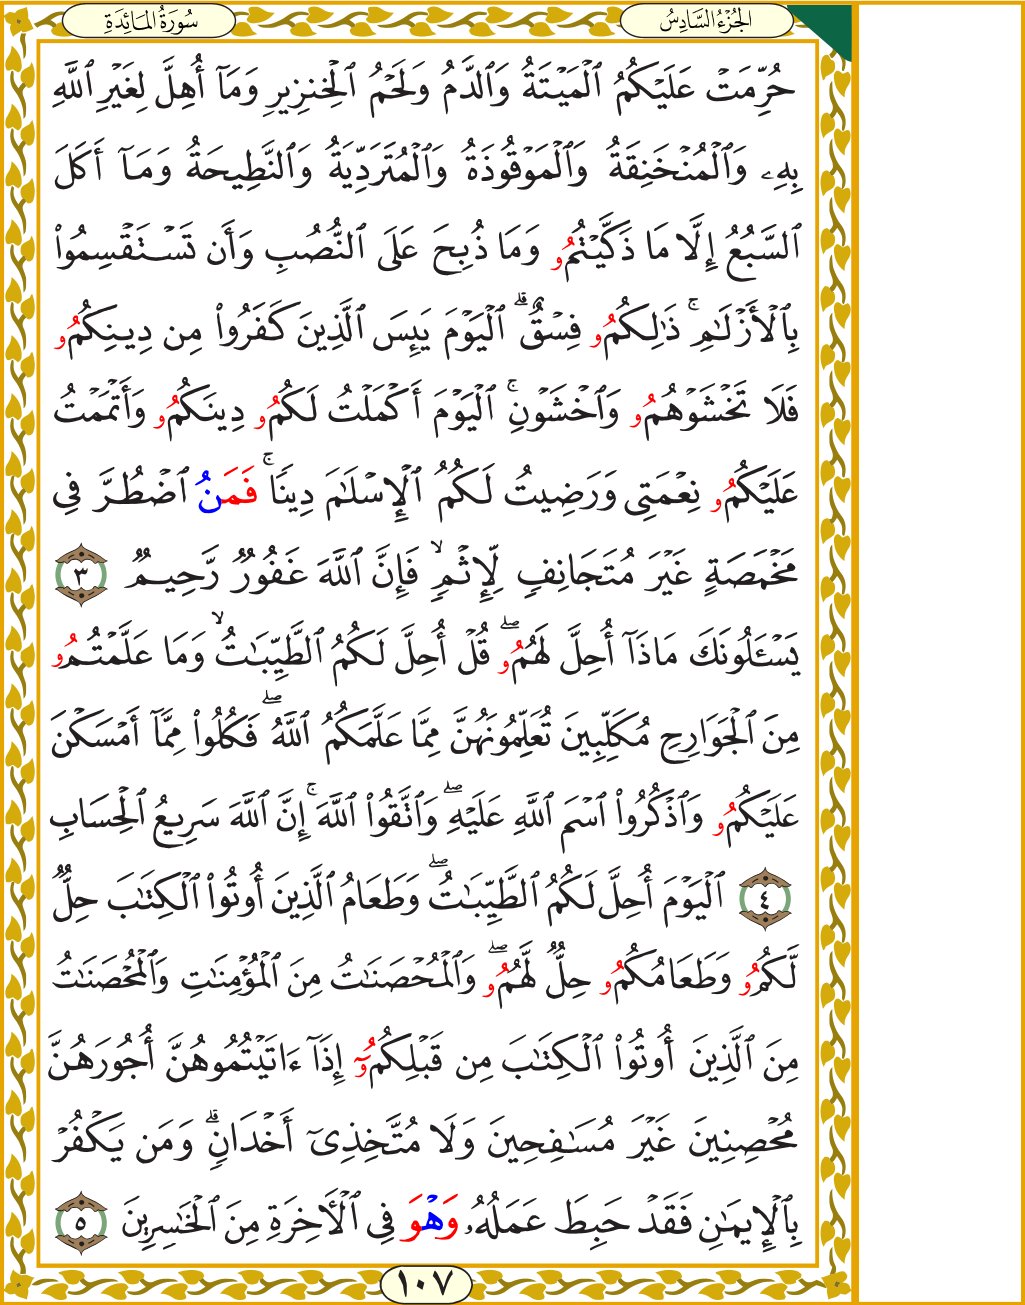 سُورَةُ المَائِدَةِ
الجُزْءُ السَّادِسُ
حُرِّمَتْ عَلَيْكُمُ ٱلْمَيْتَةُ وَٱلدَّمُ وَلَحْمُ ٱلْخِنزِيرِ وَمَآ أُهِلَّ لِغَيْرِ ٱللَّهِ
بِهِۦ وَٱلْمُنْخَنِقَةُ وَٱلْمَوْقُوذَةُ وَٱلْمُتَرَدِّيَةُ وَٱلنَّطِيحَةُ وَمَآ أَكَلَ
ٱلسَّبُعُ إِلَّا مَا ذَكَّيْتُمُۥ وَمَا ذُبِحَ عَلَى ٱلنُّصُبِ وَأَن تَسْتَقْسِمُوا۟
بِٱلْأَزْلَٰمِ ۚ ذَٰلِكُمُۥ فِسْقٌ ۗ ٱلْيَوْمَ يَئِسَ ٱلَّذِينَ كَفَرُوا۟ مِن دِينِكُمُۥ
فَلَا تَخْشَوْهُمُۥ وَٱخْشَوْنِ ۚ ٱلْيَوْمَ أَكْمَلْتُ لَكُمُۥ دِينَكُمُۥ وَأَتْمَمْتُ
عَلَيْكُمُۥ نِعْمَتِى وَرَضِيتُ لَكُمُ ٱلْإِسْلَٰمَ دِينًا ۚ فَمَنُ ٱضْطُرَّ فِى
مَخْمَصَةٍ غَيْرَ مُتَجَانِفٍ لِّإِثْمٍ ۙ فَإِنَّ ٱللَّهَ غَفُورٌ رَّحِيمٌ ٣
يَسْـَٔلُونَكَ مَاذَآ أُحِلَّ لَهُمُۥ ۖ قُلْ أُحِلَّ لَكُمُ ٱلطَّيِّبَٰتُ ۙ وَمَا عَلَّمْتُمُۥ
مِنَ ٱلْجَوَارِحِ مُكَلِّبِينَ تُعَلِّمُونَهُنَّ مِمَّا عَلَّمَكُمُ ٱللَّهُ ۖ فَكُلُوا۟ مِمَّآ أَمْسَكْنَ
عَلَيْكُمُۥ وَٱذْكُرُوا۟ ٱسْمَ ٱللَّهِ عَلَيْهِ ۖ وَٱتَّقُوا۟ ٱللَّهَ ۚ إِنَّ ٱللَّهَ سَرِيعُ ٱلْحِسَابِ
٤ ٱلْيَوْمَ أُحِلَّ لَكُمُ ٱلطَّيِّبَٰتُ ۖ وَطَعَامُ ٱلَّذِينَ أُوتُوا۟ ٱلْكِتَٰبَ حِلٌّ
لَّكُمُۥ وَطَعَامُكُمُۥ حِلٌّ لَّهُمُۥ ۖ وَٱلْمُحْصَنَٰتُ مِنَ ٱلْمُؤْمِنَٰتِ وَٱلْمُحْصَنَٰتُ
مِنَ ٱلَّذِينَ أُوتُوا۟ ٱلْكِتَٰبَ مِن قَبْلِكُمُۥٓ إِذَآ ءَاتَيْتُمُوهُنَّ أُجُورَهُنَّ
مُحْصِنِينَ غَيْرَ مُسَٰفِحِينَ وَلَا مُتَّخِذِىٓ أَخْدَانٍ ۗ وَمَن يَكْفُرْ
بِٱلْإِيمَٰنِ فَقَدْ حَبِطَ عَمَلُهُۥ وَهْوَ فِى ٱلْأَخِرَةِ مِنَ ٱلْخَٰسِرِينَ ٥
١٠٧